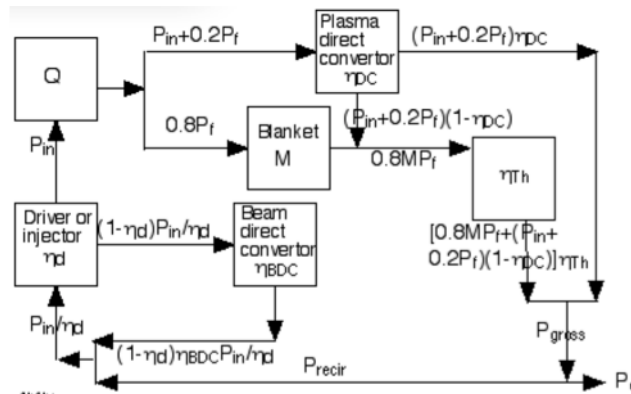 Pin+0.2Pf
Plasma
direct
convertor
ηDC
(Pin+0.2Pf)ηDC
Q
0.8Pf
Blanket
M
(Pin+0.2Pf)(1-ηDC)
0.8MPf
ηTh
Pin
Driver or
injector
ηd
(1-ηd)Pin/ηd
Beam
direct
convertor
ηBDC
[0.8MPf+(Pin+
0.2Pf)(1-ηDC)]ηTh
Pin/ηd
(1-ηd)ηBDCPin/ηd
Precir
Pgross